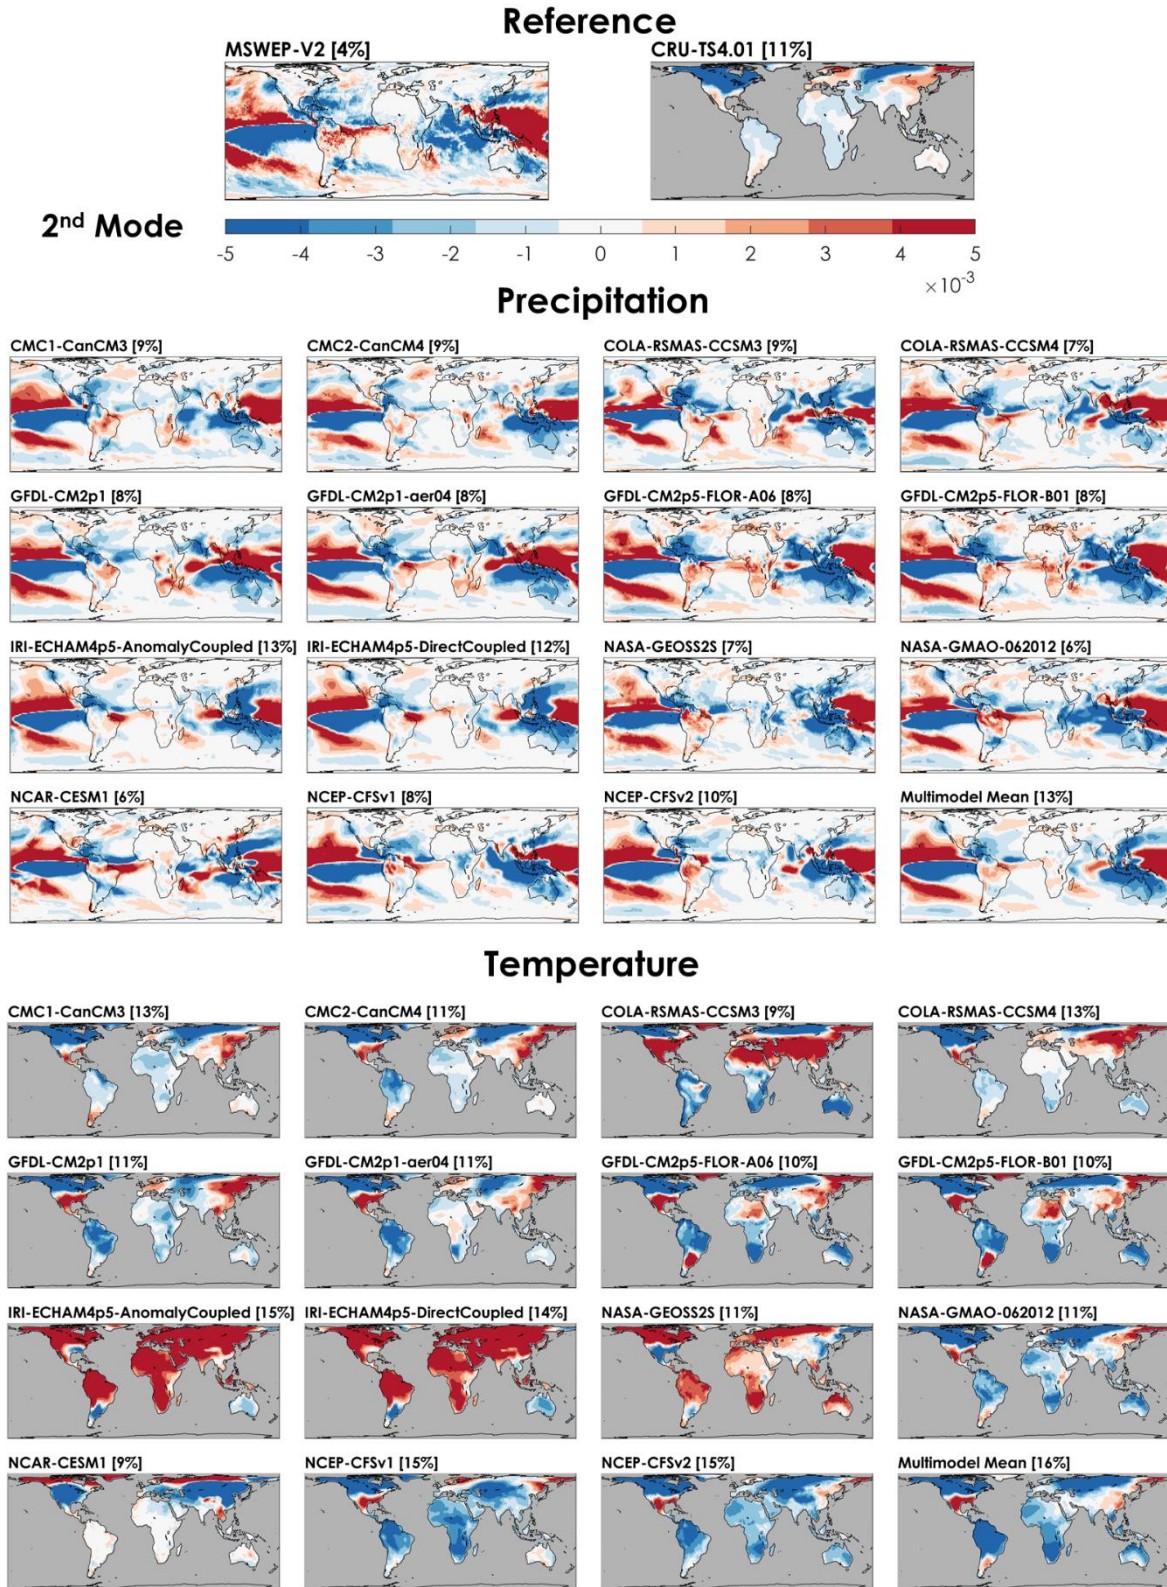 Reference
MSWEP-V2 [4%] CRU-TS4.01 [11%]
2nd Mode
-5 -4 -3 -2 -1 0 1 2 3 4 5
×10-3
Precipitation
CMC1-CanCM3 [9%] CMC2-CanCM4 [9%] COLA-RSMAS-CCSM3 [9%] COLA-RSMAS-CCSM4 [7%]
GFDL-CM2p1 [8%] GFDL-CM2p1-aer04 [8%] GFDL-CM2p5-FLOR-A06 [8%] GFDL-CM2p5-FLOR-B01 [8%]
IRI-ECHAM4p5-AnomalyCoupled [13%] IRI-ECHAM4p5-DirectCoupled [12%] NASA-GEOSS2S [7%] NASA-GMAO-062012 [6%]
NCAR-CESM1 [6%] NCEP-CFSv1 [8%] NCEP-CFSv2 [10%] Multimodel Mean [13%]
Temperature
CMC1-CanCM3 [13%] CMC2-CanCM4 [11%] COLA-RSMAS-CCSM3 [9%] COLA-RSMAS-CCSM4 [13%]
GFDL-CM2p1 [11%] GFDL-CM2p1-aer04 [11%] GFDL-CM2p5-FLOR-A06 [10%] GFDL-CM2p5-FLOR-B01 [10%]
IRI-ECHAM4p5-AnomalyCoupled [15%] IRI-ECHAM4p5-DirectCoupled [14%] NASA-GEOSS2S [11%] NASA-GMAO-062012 [11%]
NCAR-CESM1 [9%] NCEP-CFSv1 [15%] NCEP-CFSv2 [15%] Multimodel Mean [16%]